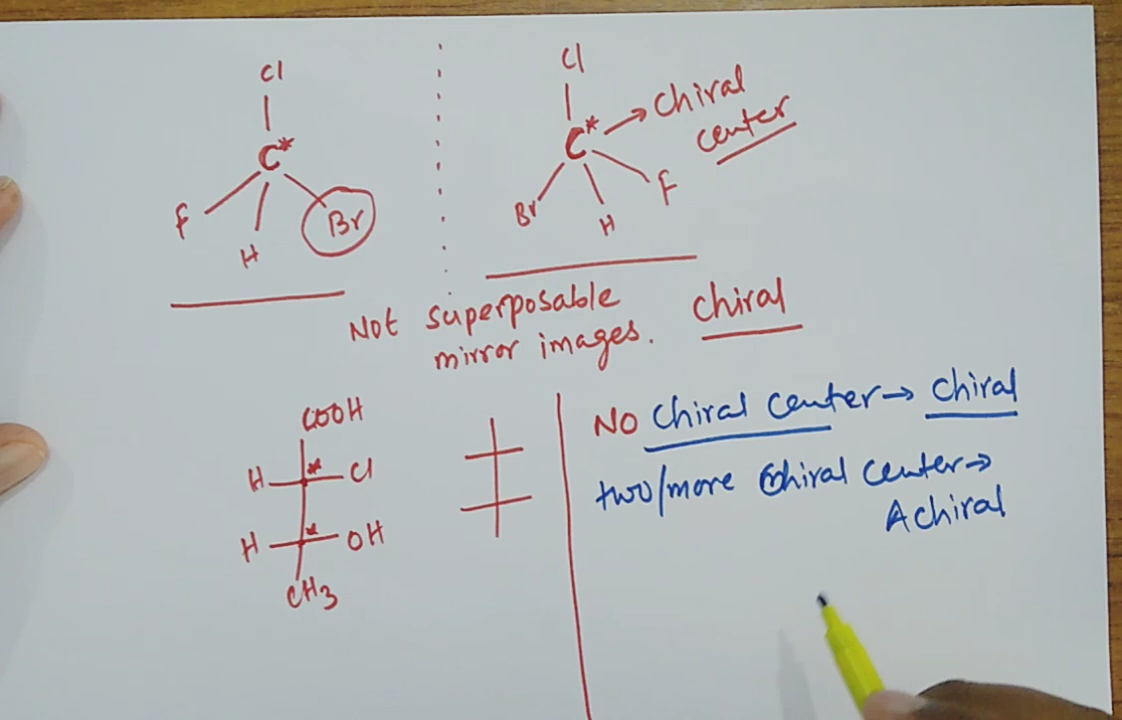 Cl
C*
F
H
Br
Cl
C* → Chiral
center
Br
H
F
Not superposable
mirror images.
chiral
COOH
H * Cl
H * OH
CH3
NO Chiral center → Chiral
two/more Chiral center →
Achiral